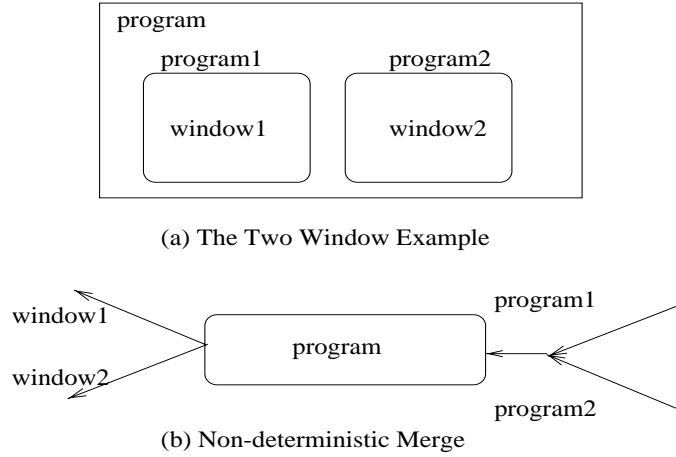 program
program1
program2
window1
window2
(a) The Two Window Example
window1
program1
program
window2
program2
(b) Non-deterministic Merge